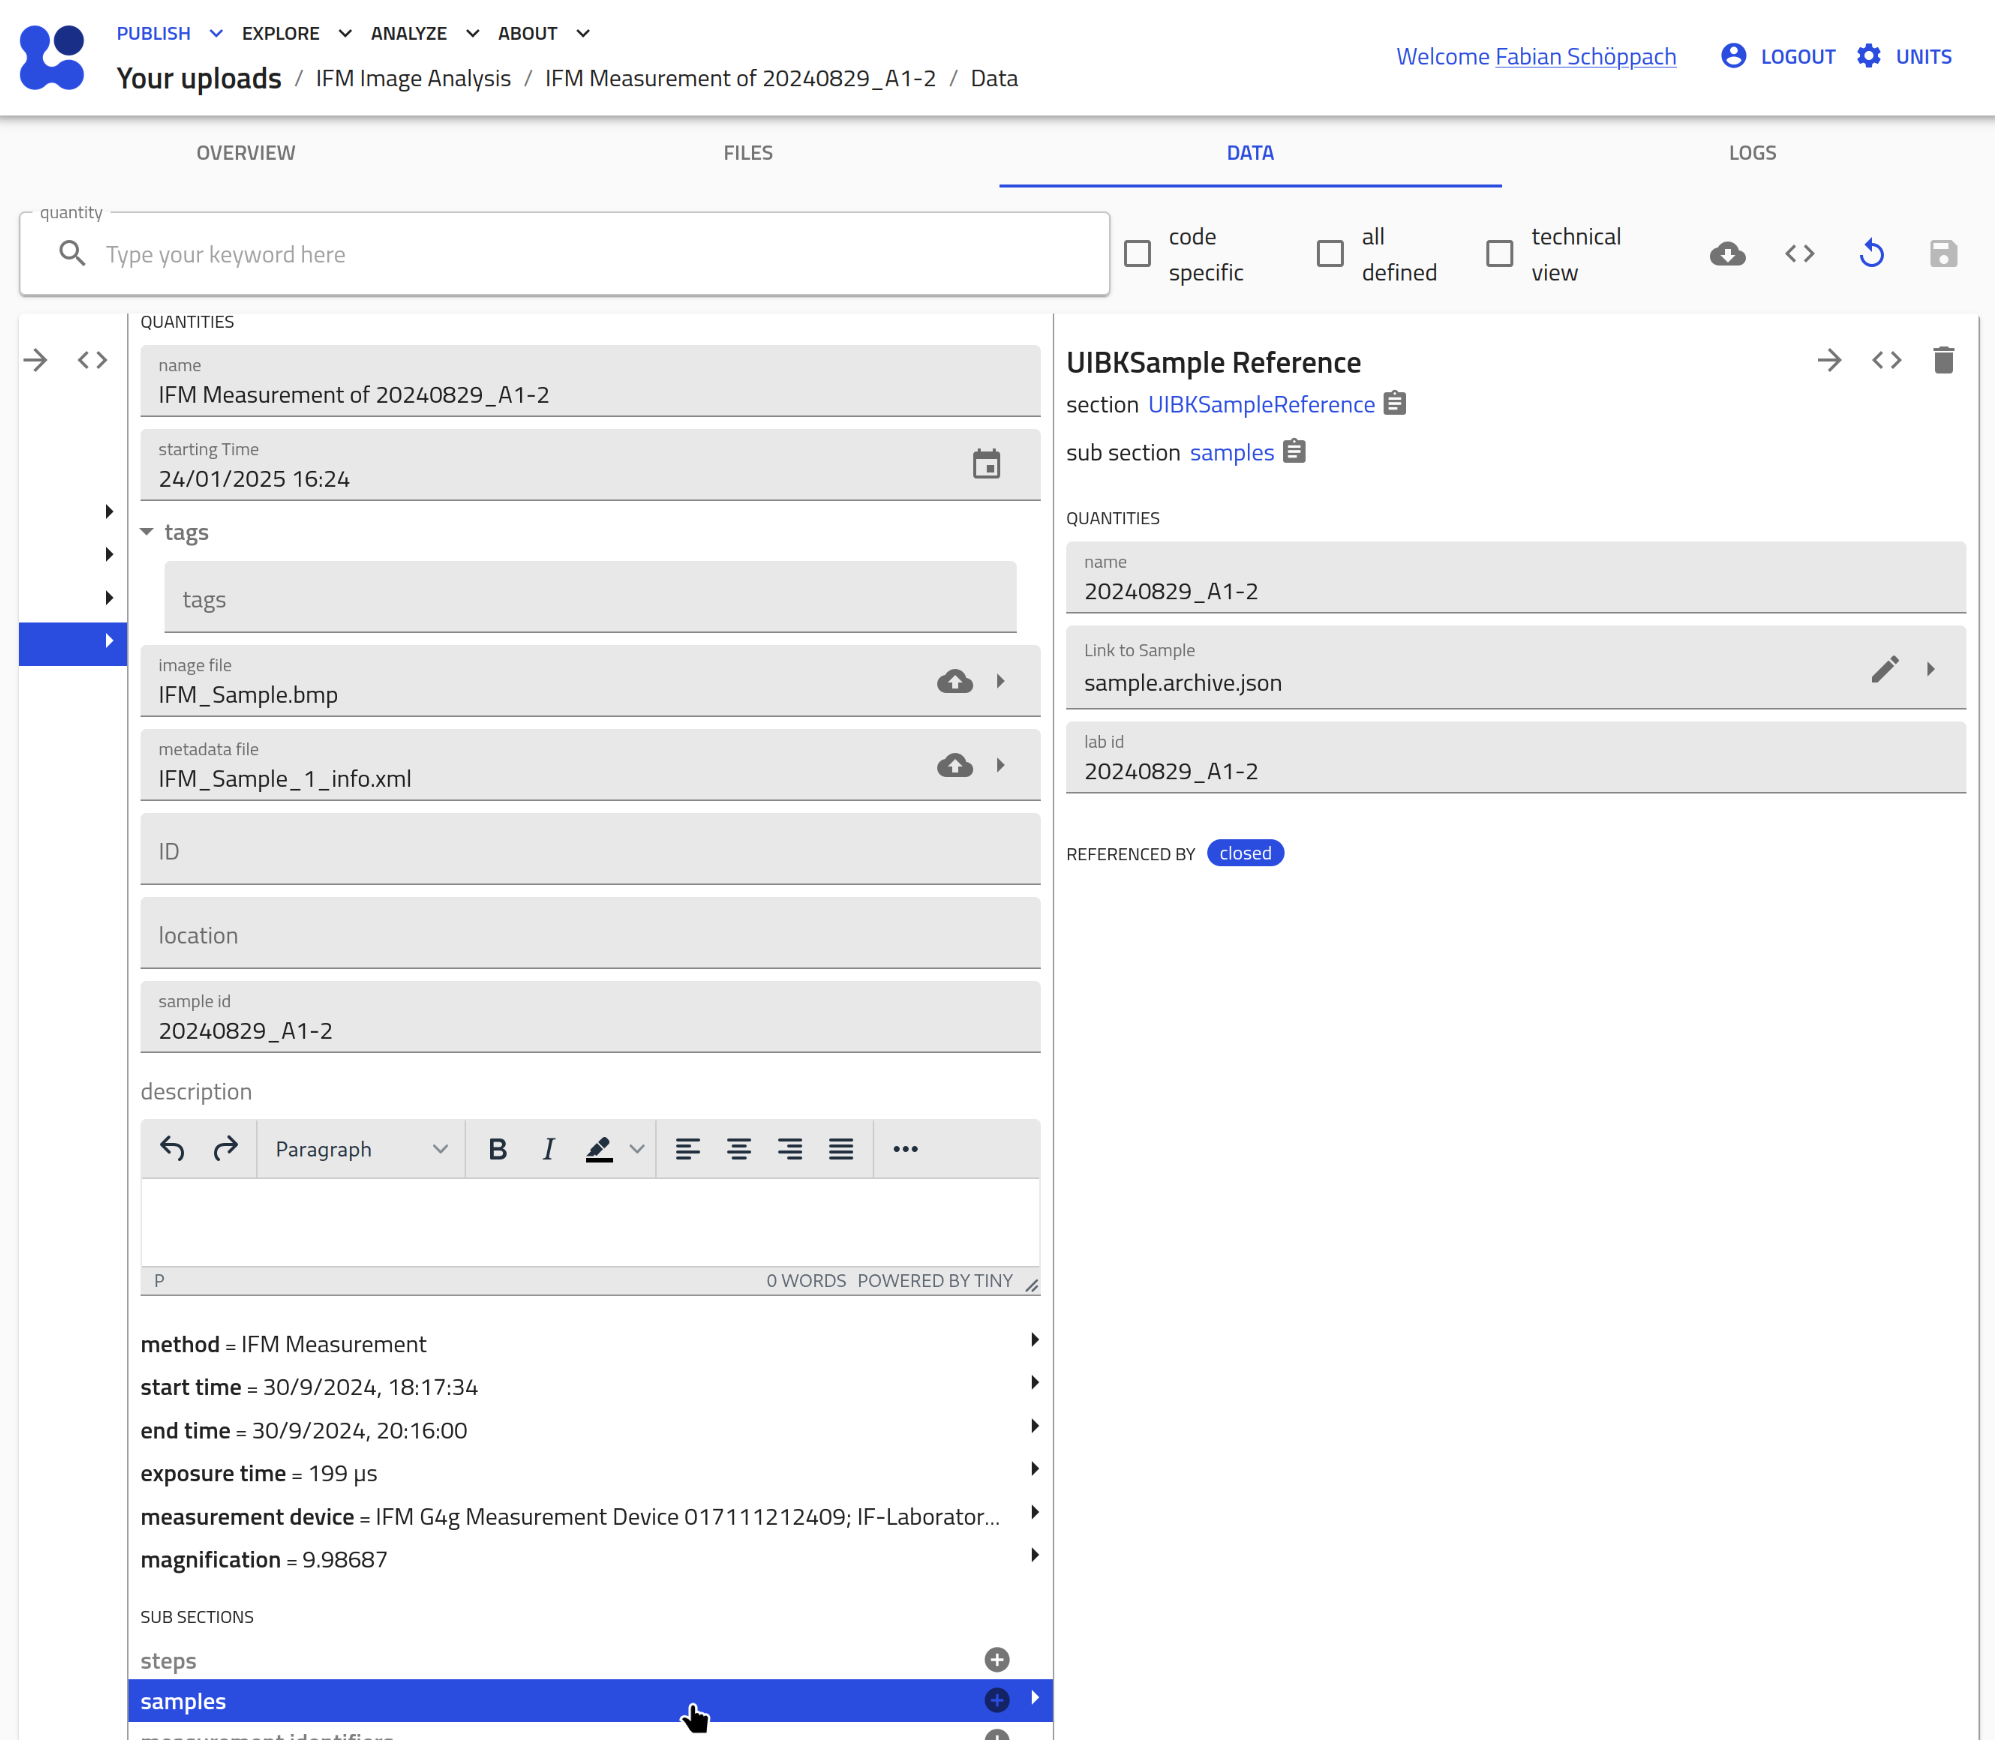 PUBLISH EXPLORE ANALYZE ABOUT
Your uploads / IFM Image Analysis / IFM Measurement of 20240829_A1-2 / Data
Welcome Fabian Schöppach LOGOUT UNITS
OVERVIEW FILES DATA LOGS
quantity
Type your keyword here
code specific
all defined
technical view
QUANTITIES
name
IFM Measurement of 20240829_A1-2
starting Time
24/01/2025 16:24
tags
tags
image file
IFM_Sample.bmp
metadata file
IFM_Sample_1_info.xml
ID
location
sample id
20240829_A1-2
description
Paragraph B I
P 0 WORDS POWERED BY TINY
method = IFM Measurement
start time = 30/9/2024, 18:17:34
end time = 30/9/2024, 20:16:00
exposure time = 199 µs
measurement device = IFM G4g Measurement Device 017111212409; IF-Laborator...
magnification = 9.98687
SUB SECTIONS
steps
samples
measurement identifiers
UIBKSample Reference
section UIBKSampleReference
sub section samples
QUANTITIES
name
20240829_A1-2
Link to Sample
sample.archive.json
lab id
20240829_A1-2
REFERENCED BY closed